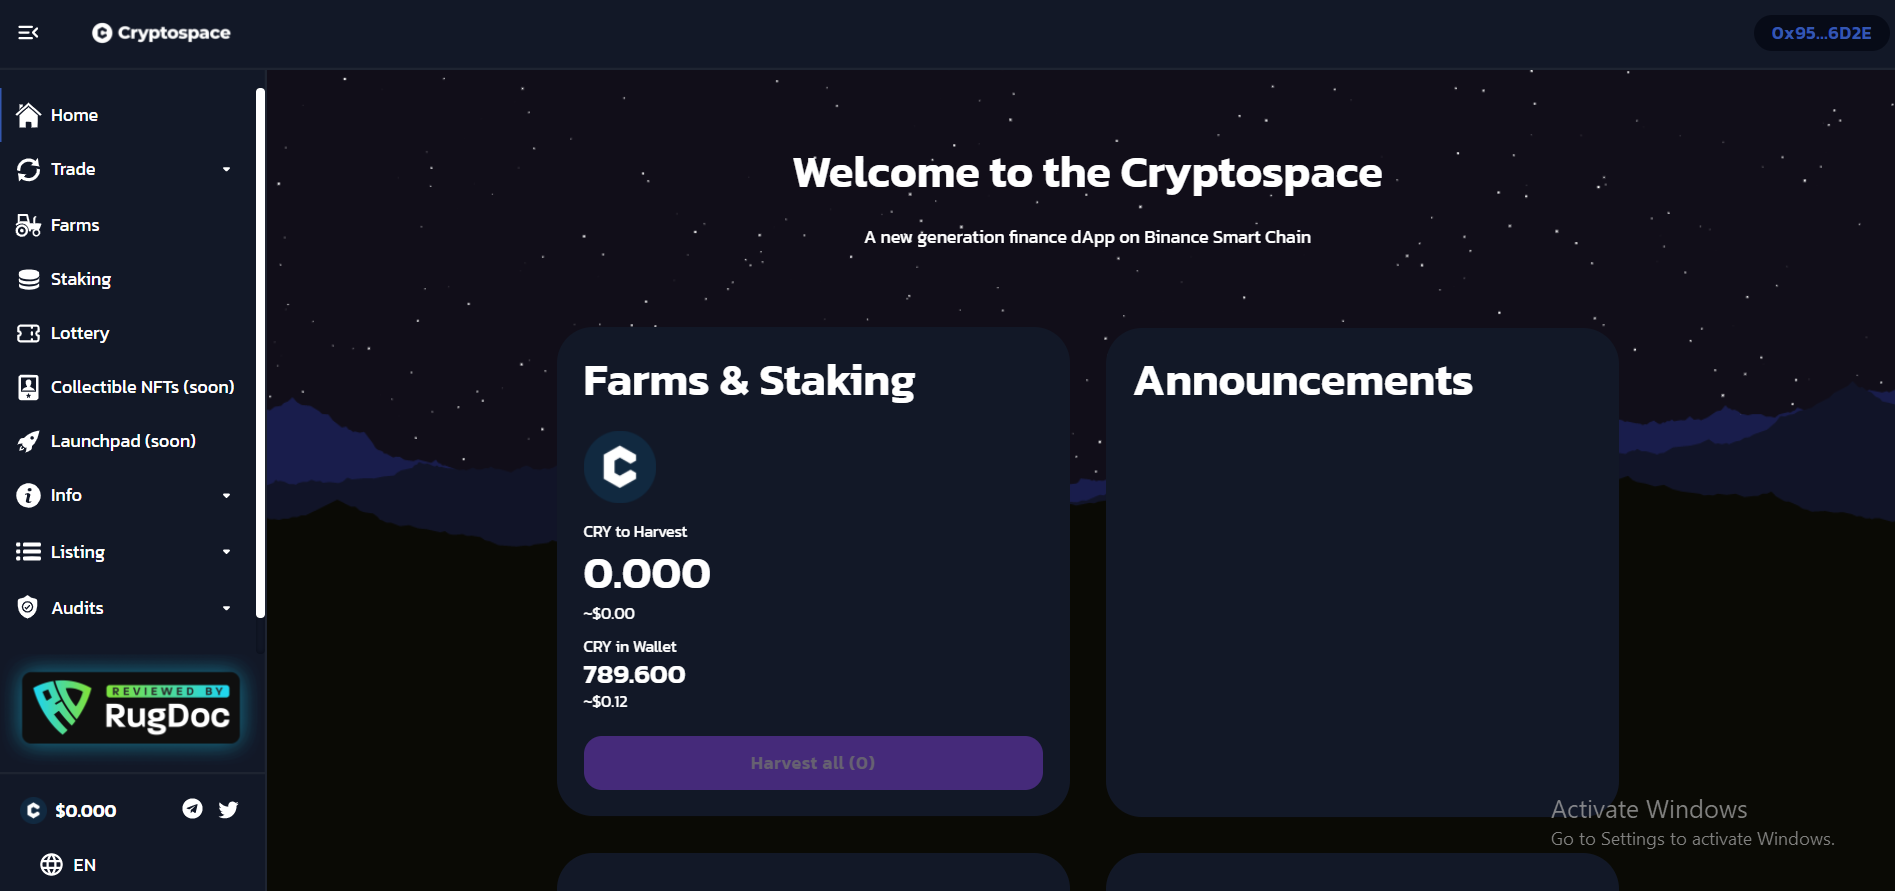 Cryptospace
0x95...6D2E
Home
Trade
Farms
Staking
Lottery
Collectible NFTs (soon)
Launchpad (soon)
Info
Listing
Audits
REVIEWED BY
RugDoc
$0.000
EN
Welcome to the Cryptospace
A new generation finance dApp on Binance Smart Chain
Farms & Staking
CRY to Harvest
0.000
~$0.00
CRY in Wallet
789.600
~$0.12
Harvest all (0)
Announcements
Activate Windows
Go to Settings to activate Windows.